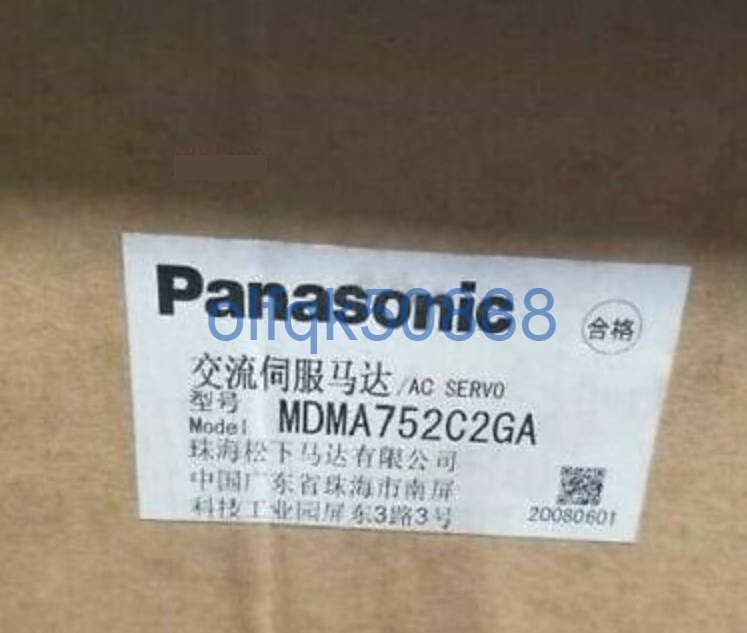 Panasonic
olfqk50868
合格
交流伺服马达/AC SERVO
型号
Model MDMA752C2GA
珠海松下马达有限公司
中国广东省珠海市南屏
科技工业园屏东3路3号
20080601